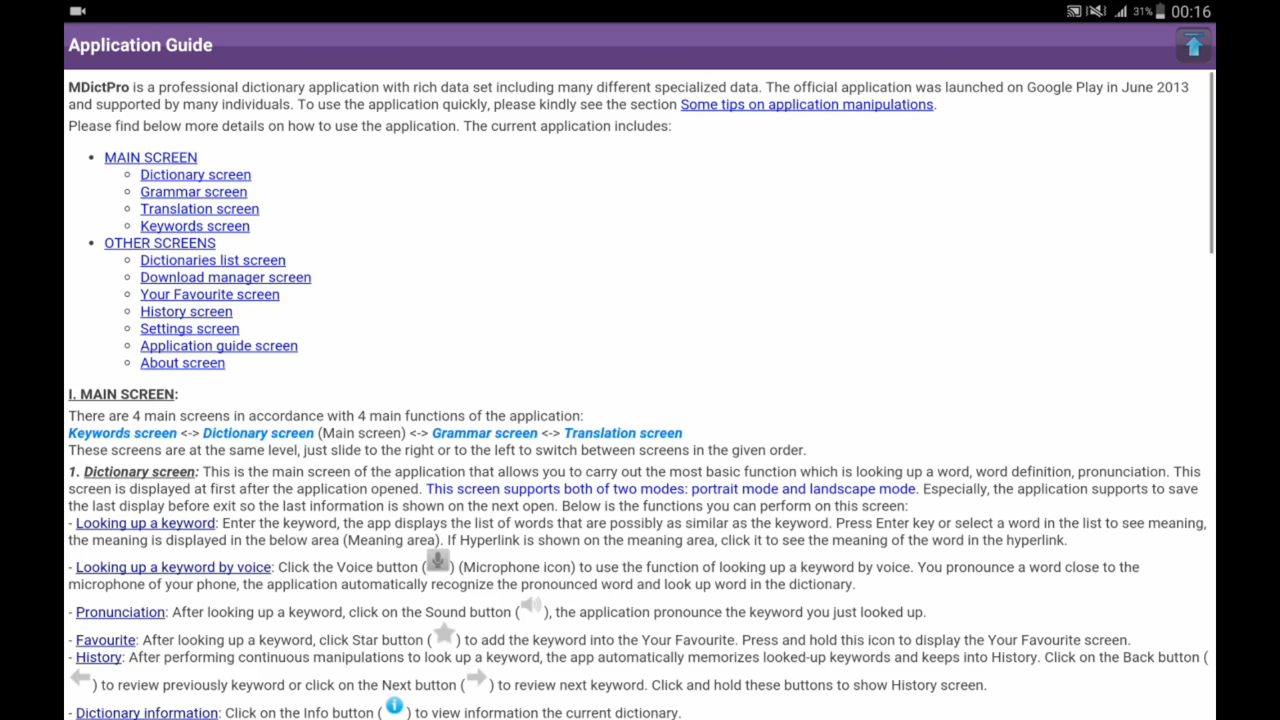 31% 00:16
Application Guide
MDictPro is a professional dictionary application with rich data set including many different specialized data. The official application was launched on Google Play in June 2013
and supported by many individuals. To use the application quickly, please kindly see the section Some tips on application manipulations.
Please find below more details on how to use the application. The current application includes:
• MAIN SCREEN
◦ Dictionary screen
◦ Grammar screen
◦ Translation screen
◦ Keywords screen
• OTHER SCREENS
◦ Dictionaries list screen
◦ Download manager screen
◦ Your Favourite screen
◦ History screen
◦ Settings screen
◦ Application guide screen
◦ About screen
I. MAIN SCREEN:
There are 4 main screens in accordance with 4 main functions of the application:
Keywords screen <-> Dictionary screen (Main screen) <-> Grammar screen <-> Translation screen
These screens are at the same level, just slide to the right or to the left to switch between screens in the given order.
1. Dictionary screen: This is the main screen of the application that allows you to carry out the most basic function which is looking up a word, word definition, pronunciation. This
screen is displayed at first after the application opened. This screen supports both of two modes: portrait mode and landscape mode. Especially, the application supports to save
the last display before exit so the last information is shown on the next open. Below is the functions you can perform on this screen:
- Looking up a keyword: Enter the keyword, the app displays the list of words that are possibly as similar as the keyword. Press Enter key or select a word in the list to see meaning,
the meaning is displayed in the below area (Meaning area). If Hyperlink is shown on the meaning area, click it to see the meaning of the word in the hyperlink.
- Looking up a keyword by voice: Click the Voice button ( ) (Microphone icon) to use the function of looking up a keyword by voice. You pronounce a word close to the
microphone of your phone, the application automatically recognize the pronounced word and look up word in the dictionary.
- Pronunciation: After looking up a keyword, click on the Sound button ( ), the application pronounce the keyword you just looked up.
- Favourite: After looking up a keyword, click Star button ( ) to add the keyword into the Your Favourite. Press and hold this icon to display the Your Favourite screen.
- History: After performing continuous manipulations to look up a keyword, the app automatically memorizes looked-up keywords and keeps into History. Click on the Back button (
) to review previously keyword or click on the Next button ( ) to review next keyword. Click and hold these buttons to show History screen.
- Dictionary information: Click on the Info button ( ) to view information the current dictionary.